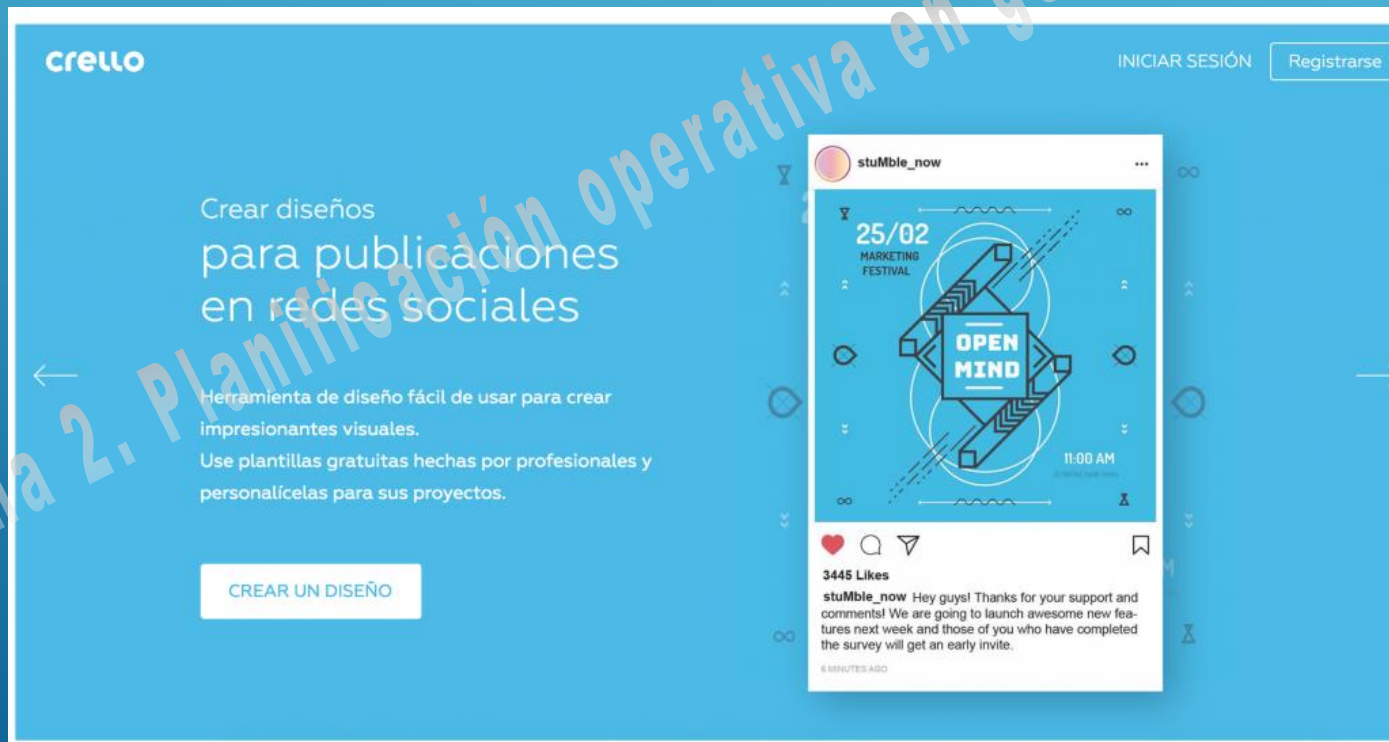 crello
INICIAR SESIÓN
Registrarse
Crear diseños
para publicaciones
en redes sociales
Herramienta de diseño fácil de usar para crear
impresionantes visuales.
Use plantillas gratuitas hechas por profesionales y
personalícelas para sus proyectos.
CREAR UN DISEÑO
stuMble_now
25/02
MARKETING
FESTIVAL
OPEN
MIND
11:00 AM
3445 Likes
stuMble_now Hey guys! Thanks for your support and
comments! We are going to launch awesome new fea-
tures next week and those of you who have completed
the survey will get an early invite.
6 MINUTES AGO
2. Planificación operativa en